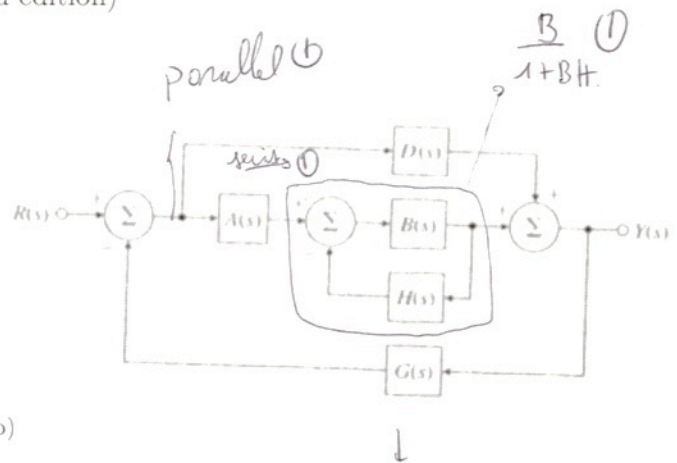 edition)
B ①
parallel ①
1+BH.
series ①
D(s)
R(s) + Σ A(s) + Σ B(s) + Σ + Y(s)
− −
H(s)
G(s)